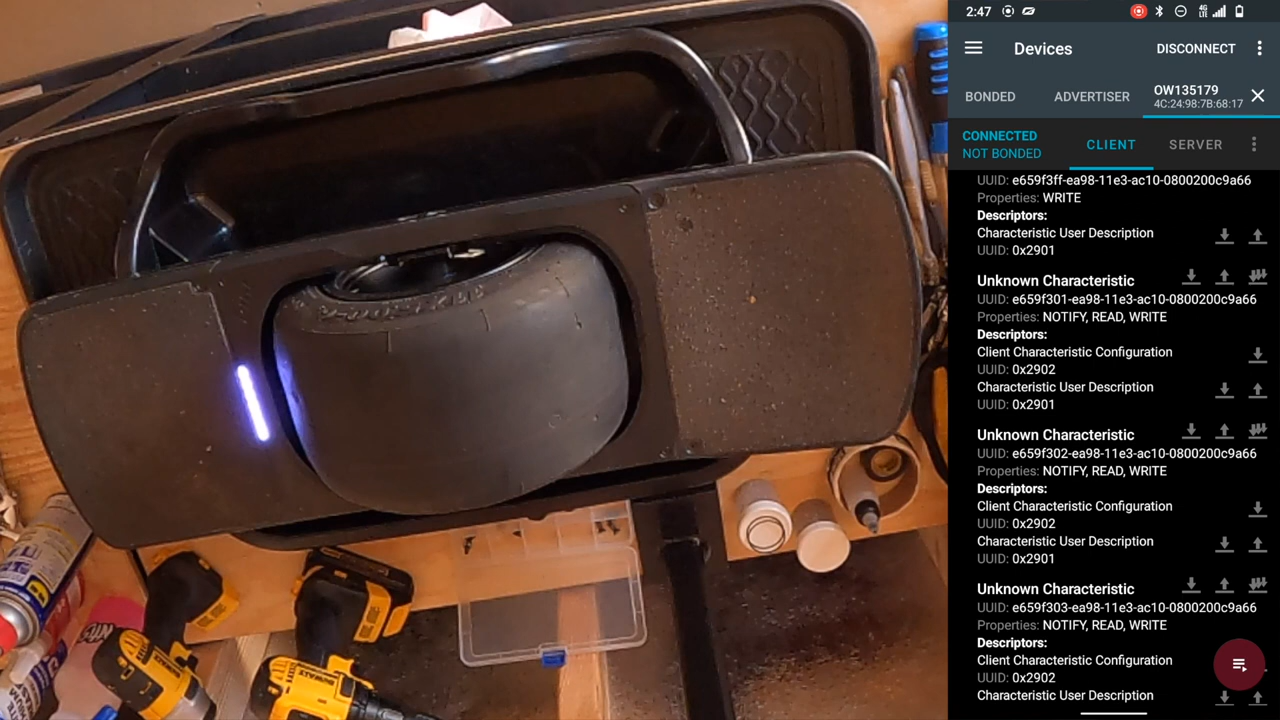 2:47
Devices
DISCONNECT
BONDED
ADVERTISER
OW135179
4C:24:98:7B:68:17
CONNECTED
NOT BONDED
CLIENT
SERVER
UUID: e659f3ff-ea98-11e3-ac10-0800200c9a66
Properties: WRITE
Descriptors:
Characteristic User Description
UUID: 0x2901
Unknown Characteristic
UUID: e659f301-ea98-11e3-ac10-0800200c9a66
Properties: NOTIFY, READ, WRITE
Descriptors:
Client Characteristic Configuration
UUID: 0x2902
Characteristic User Description
UUID: 0x2901
Unknown Characteristic
UUID: e659f302-ea98-11e3-ac10-0800200c9a66
Properties: NOTIFY, READ, WRITE
Descriptors:
Client Characteristic Configuration
UUID: 0x2902
Characteristic User Description
UUID: 0x2901
Unknown Characteristic
UUID: e659f303-ea98-11e3-ac10-0800200c9a66
Properties: NOTIFY, READ, WRITE
Descriptors:
Client Characteristic Configuration
UUID: 0x2902
Characteristic User Description
DEWALT
DEWALT